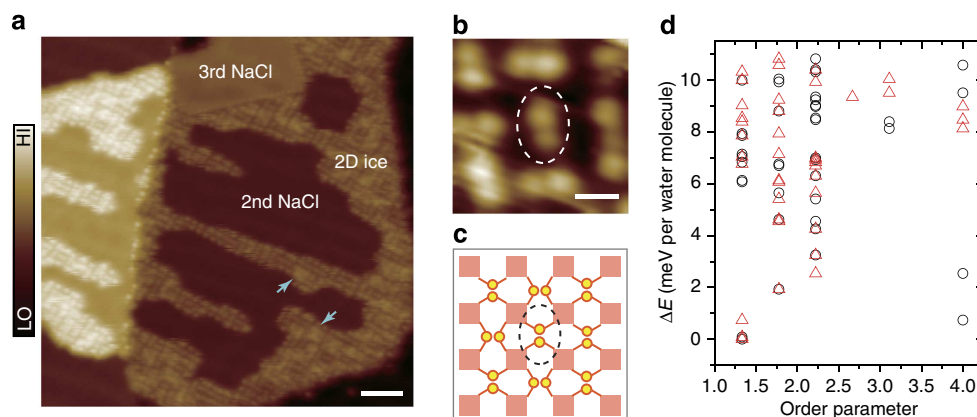 a
HI
LO
3rd NaCl
2D ice
2nd NaCl
b
c
d
ΔE (meV per water molecule)
10
8
6
4
2
0
1.0 1.5 2.0 2.5 3.0 3.5 4.0
Order parameter